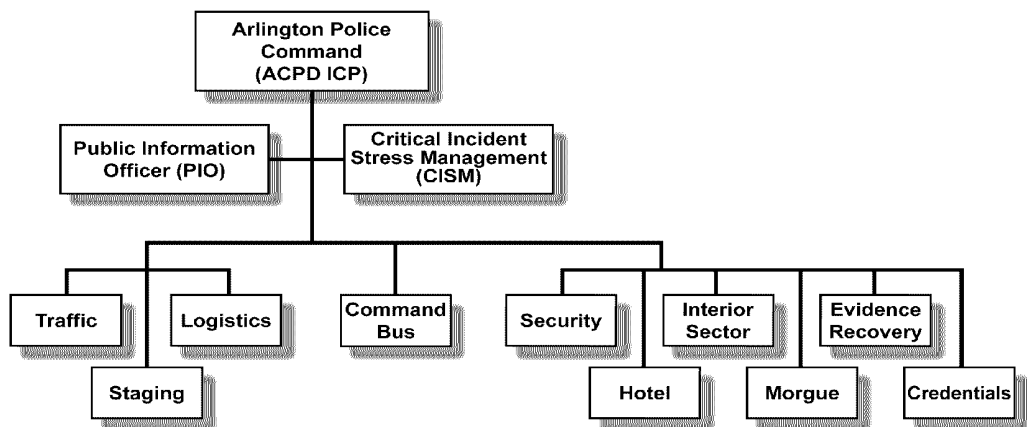 Arlington Police
Command
(ACPD ICP)
Public Information
Officer (PIO)
Critical Incident
Stress Management
(CISM)
Traffic
Logistics
Command
Bus
Security
Interior
Sector
Evidence
Recovery
Staging
Hotel
Morgue
Credentials